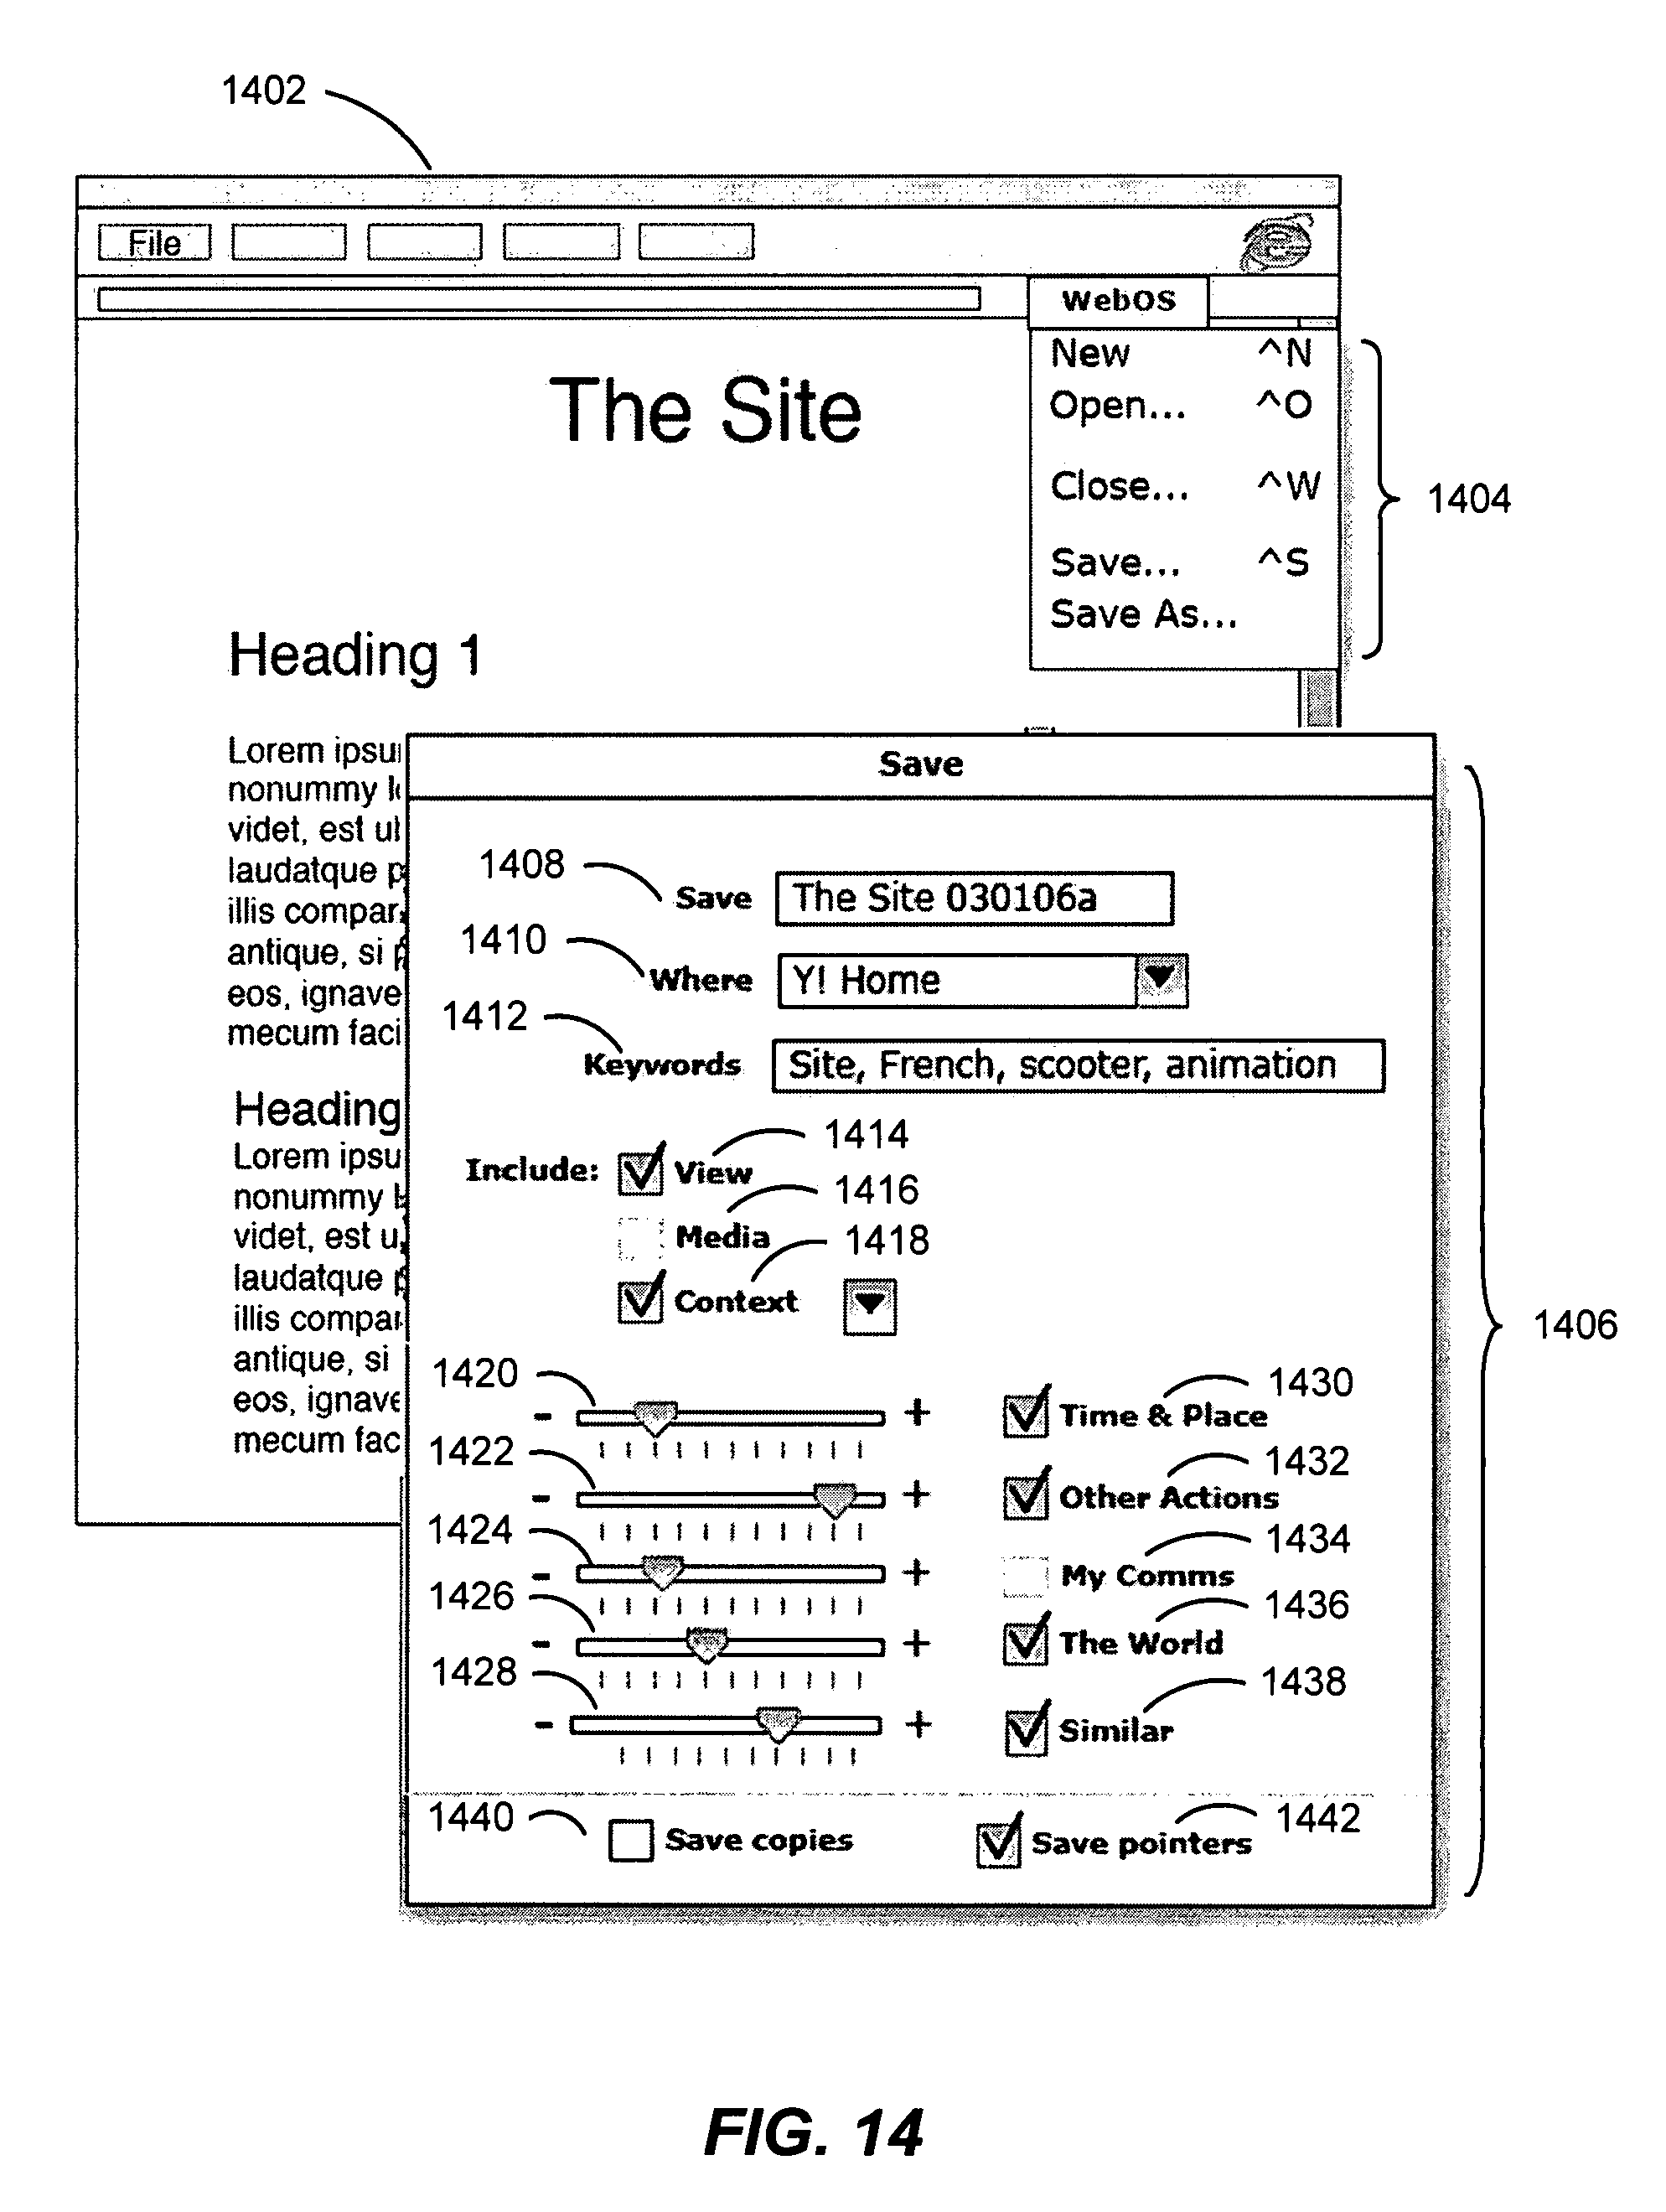 1402
File
WebOS
New ^N
Open... ^O
Close... ^W
Save... ^S
Save As...
1404
The Site
Heading 1
Lorem ipsu
nonummy
videt, est
laudatque
illis compar
antique, si
eos, ignave
mecum faci
Heading
Lorem ipsu
nonummy
videt, est
laudatque
illis compa
antique, si
eos, ignave
mecum fac
Save
1406
1408
Save The Site 030106a
1410
Where Y! Home
1412
Keywords Site, French, scooter, animation
1414
Include: View
1416
Media
1418
Context
1420 1430
- + Time & Place
1422 1432
- + Other Actions
1424 1434
- + My Comms
1426 1436
- + The World
1428 1438
- + Similar
1440 1442
Save copies Save pointers
FIG. 14